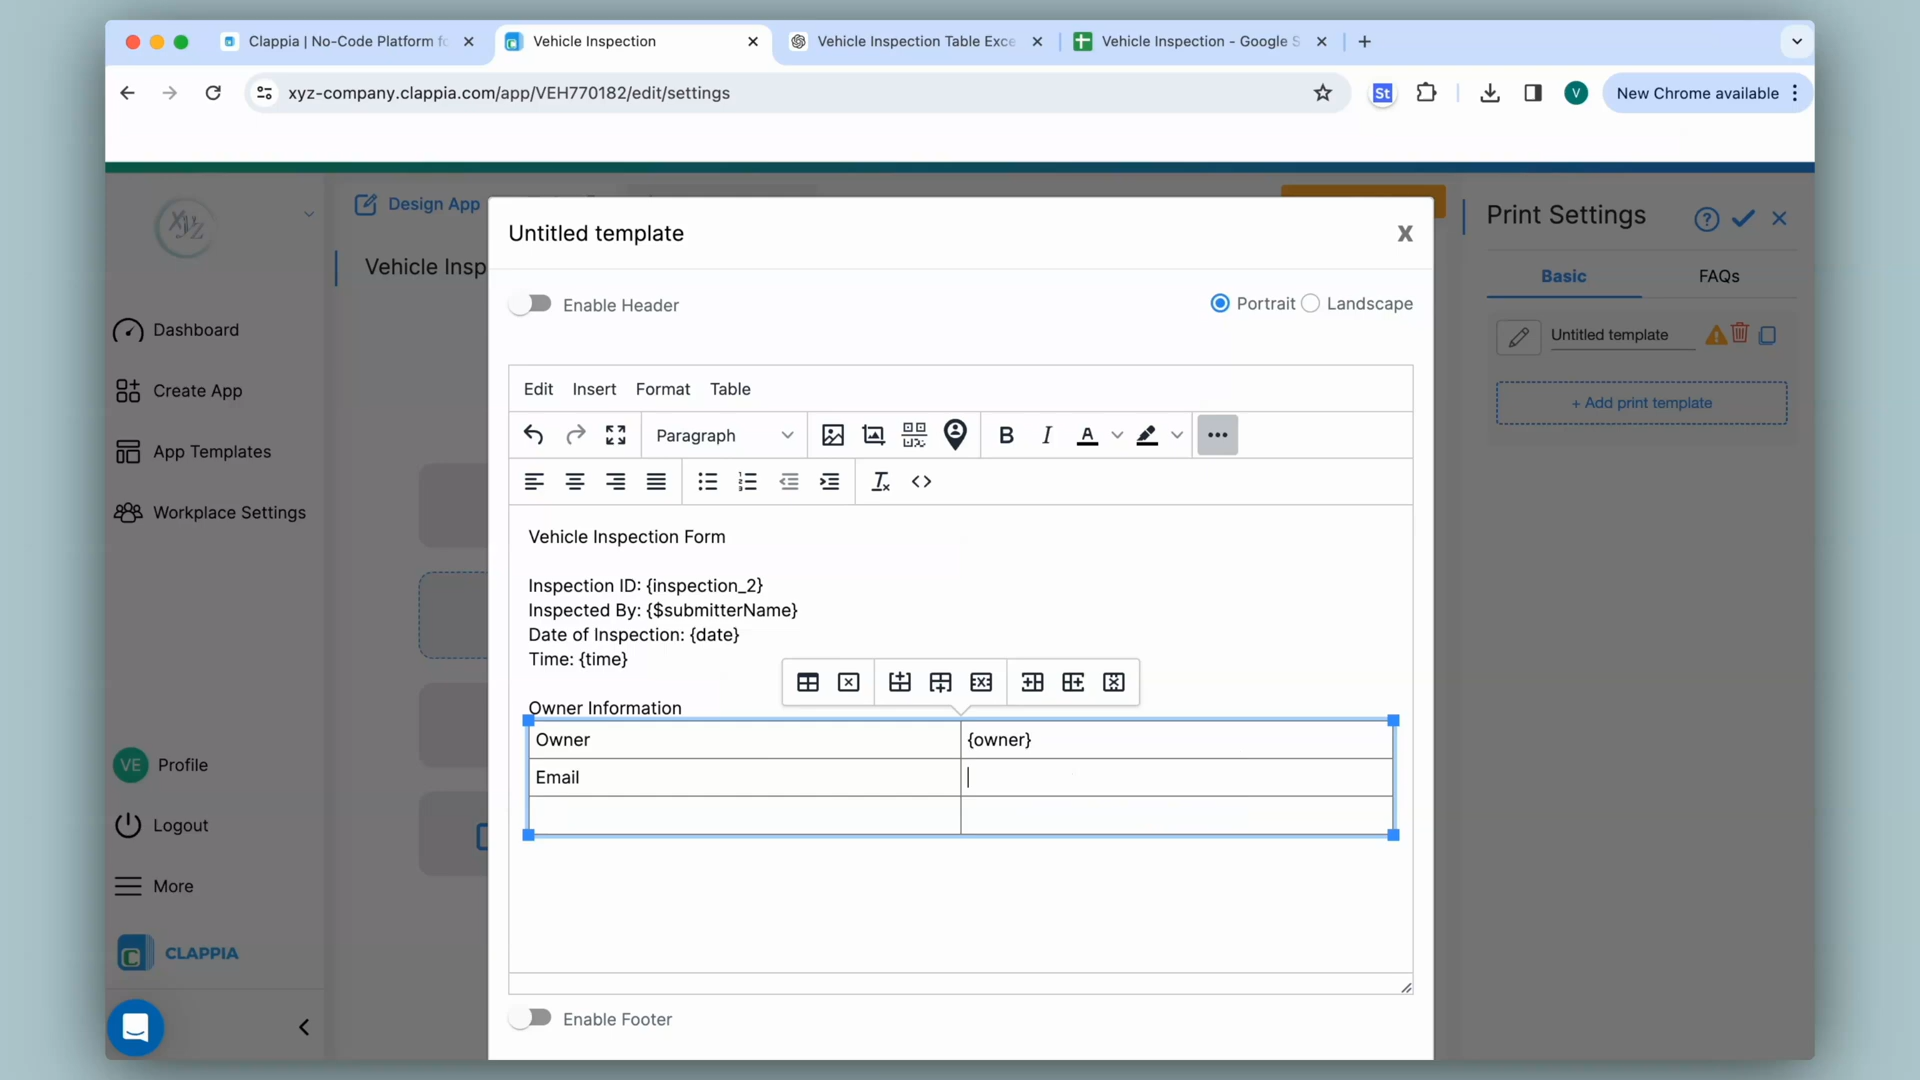 Clappia | No-Code Platform fo
Vehicle Inspection
Vehicle Inspection Table Exce
Vehicle Inspection - Google S
xyz-company.clappia.com/app/VEH770182/edit/settings
St
V
New Chrome available
xyz
Design App
Vehicle Insp
Dashboard
Create App
App Templates
Workplace Settings
VE
Profile
Logout
More
CLAPPIA
Untitled template
X
Enable Header
Portrait
Landscape
Edit
Insert
Format
Table
Paragraph
Vehicle Inspection Form
Inspection ID: {inspection_2}
Inspected By: {$submitterName}
Date of Inspection: {date}
Time: {time}
Owner Information
Owner
{owner}
Email
Enable Footer
Print Settings
Basic
FAQs
Untitled template
+ Add print template